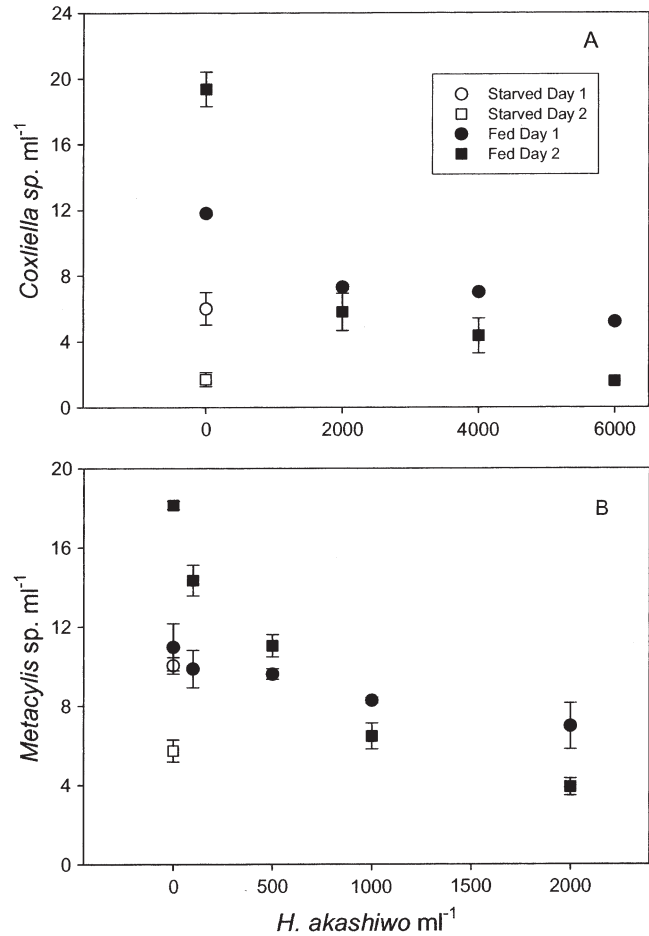 24
A
20
Starved Day 1
Starved Day 2
Fed Day 1
Fed Day 2
16
12
8
4
0
Coxliella sp. ml⁻¹
0 2000 4000 6000
20
B
16
12
8
4
0
Metacylis sp. ml⁻¹
0 500 1000 1500 2000
H. akashiwo ml⁻¹